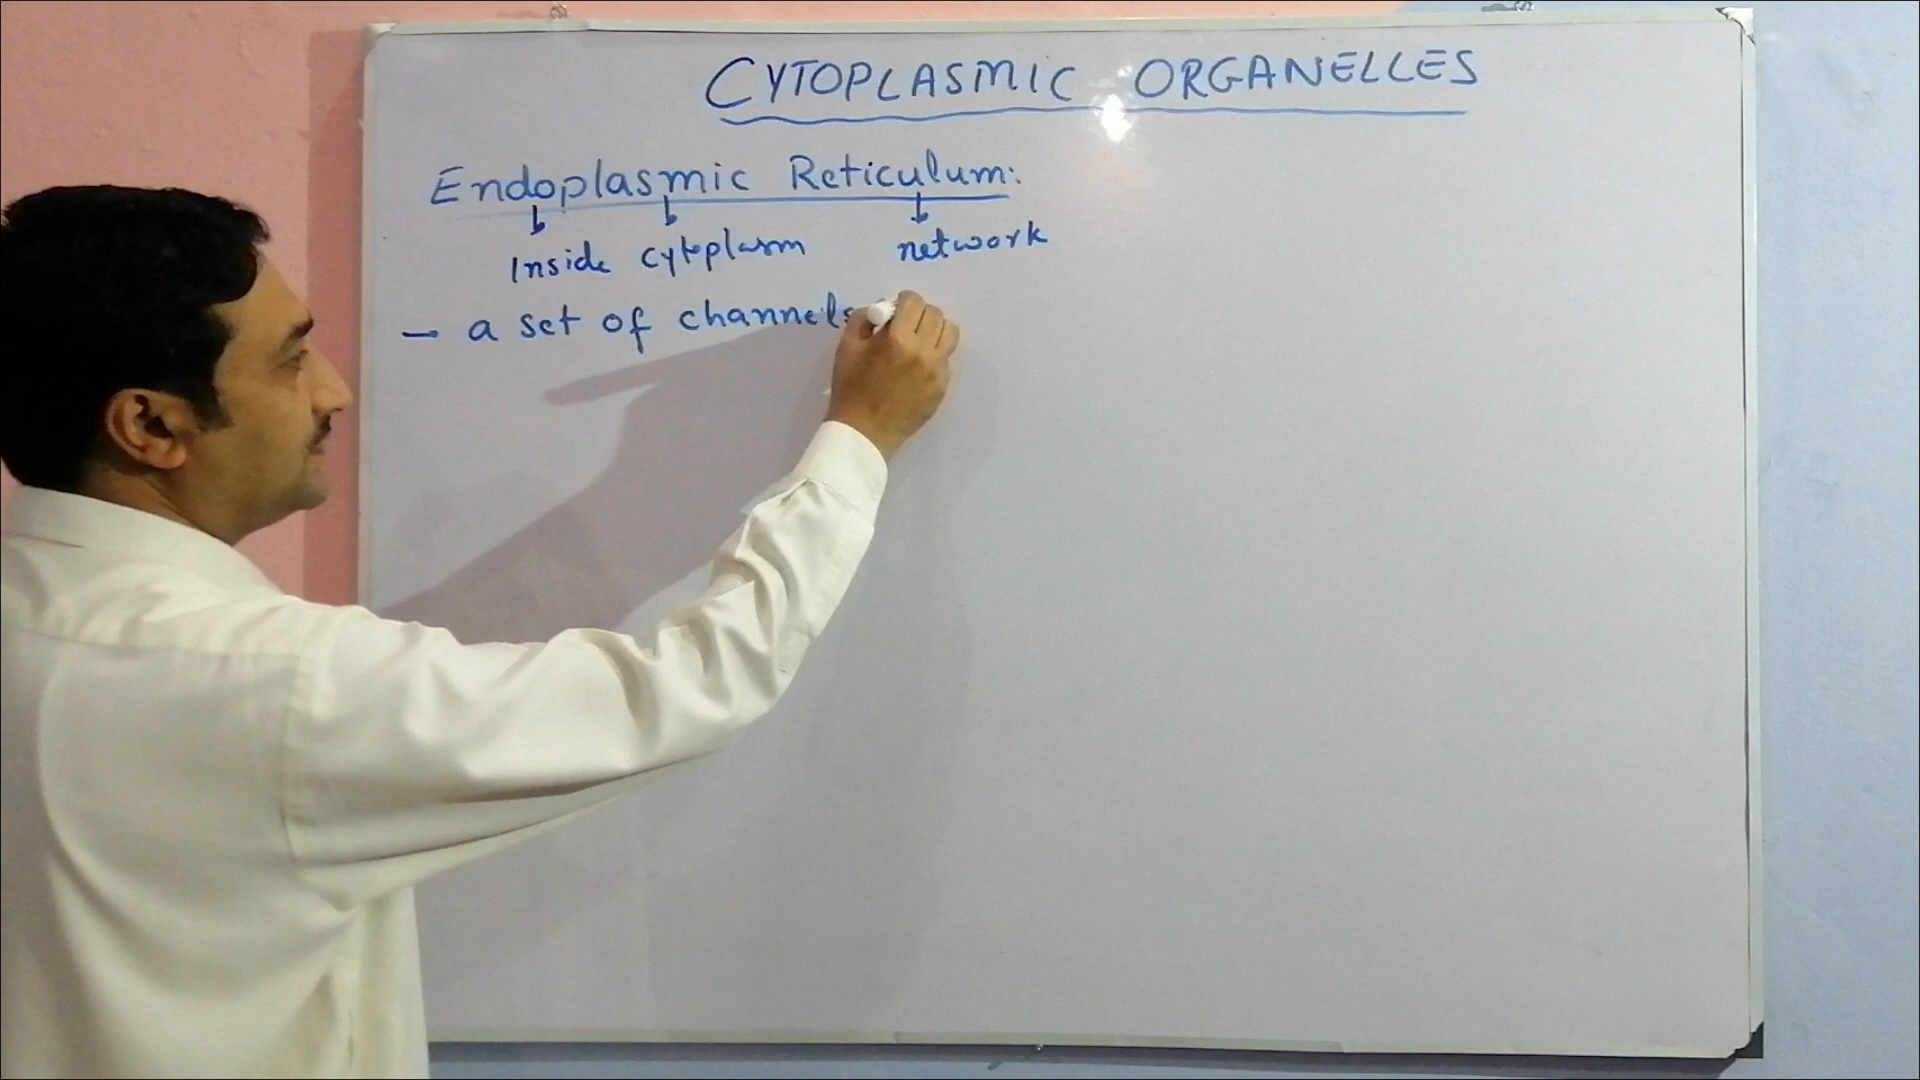 CYTOPLASMIC ORGANELLES
Endoplasmic Reticulum:
Inside cytoplasm network
- a set of channels